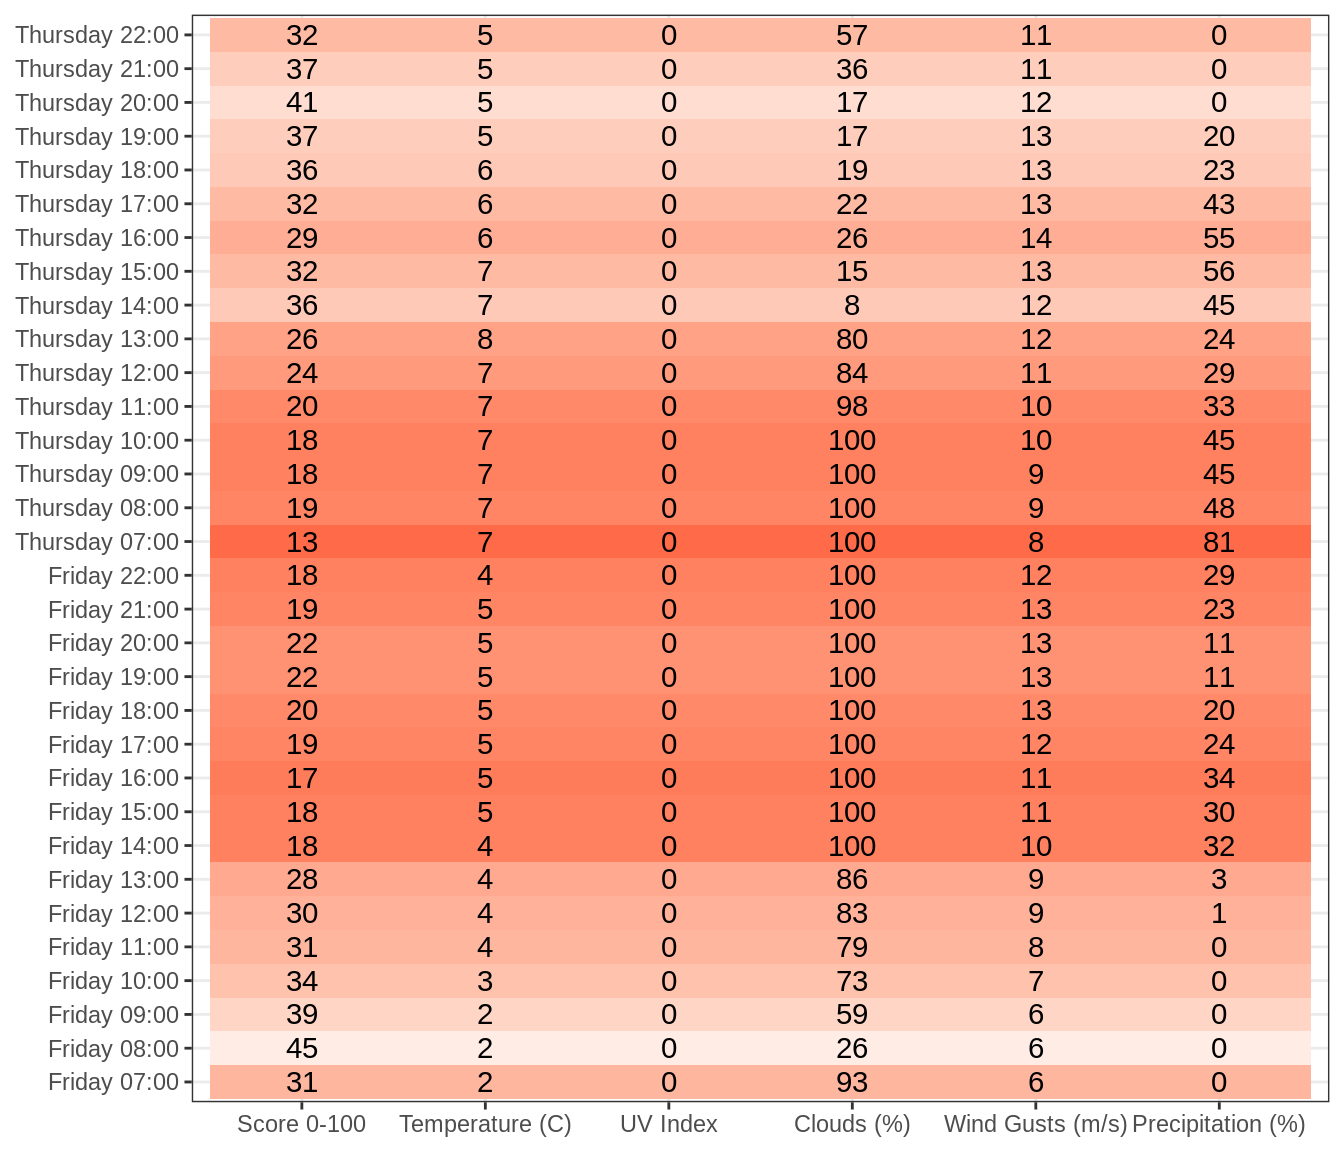 Thursday 22:00 32 5 0 57 11 0
Thursday 21:00 37 5 0 36 11 0
Thursday 20:00 41 5 0 17 12 0
Thursday 19:00 37 5 0 17 13 20
Thursday 18:00 36 6 0 19 13 23
Thursday 17:00 32 6 0 22 13 43
Thursday 16:00 29 6 0 26 14 55
Thursday 15:00 32 7 0 15 13 56
Thursday 14:00 36 7 0 8 12 45
Thursday 13:00 26 8 0 80 12 24
Thursday 12:00 24 7 0 84 11 29
Thursday 11:00 20 7 0 98 10 33
Thursday 10:00 18 7 0 100 10 45
Thursday 09:00 18 7 0 100 9 45
Thursday 08:00 19 7 0 100 9 48
Thursday 07:00 13 7 0 100 8 81
Friday 22:00 18 4 0 100 12 29
Friday 21:00 19 5 0 100 13 23
Friday 20:00 22 5 0 100 13 11
Friday 19:00 22 5 0 100 13 11
Friday 18:00 20 5 0 100 13 20
Friday 17:00 19 5 0 100 12 24
Friday 16:00 17 5 0 100 11 34
Friday 15:00 18 5 0 100 11 30
Friday 14:00 18 4 0 100 10 32
Friday 13:00 28 4 0 86 9 3
Friday 12:00 30 4 0 83 9 1
Friday 11:00 31 4 0 79 8 0
Friday 10:00 34 3 0 73 7 0
Friday 09:00 39 2 0 59 6 0
Friday 08:00 45 2 0 26 6 0
Friday 07:00 31 2 0 93 6 0
Score 0-100 Temperature (C) UV Index Clouds (%) Wind Gusts (m/s) Precipitation (%)